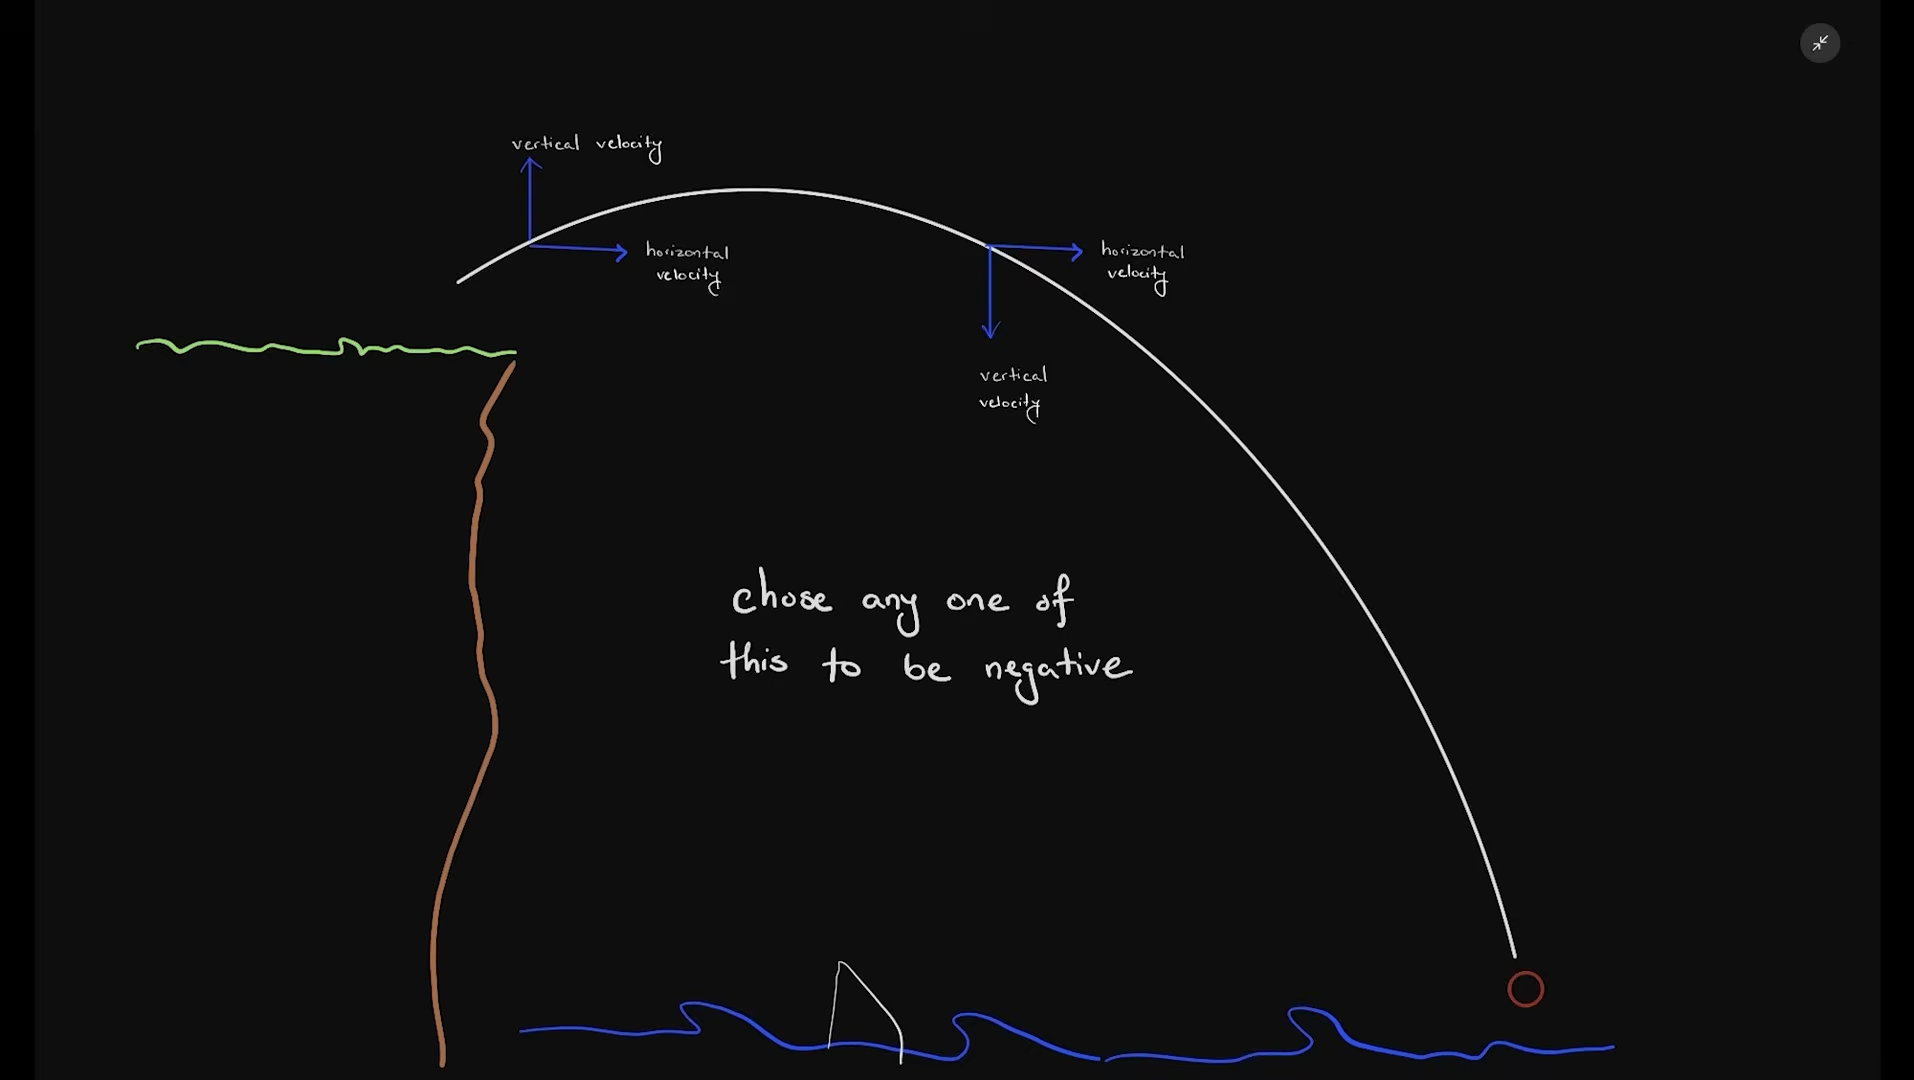 vertical velocity
horizontal
velocity
horizontal
velocity
vertical
velocity
chose any one of
this to be negative